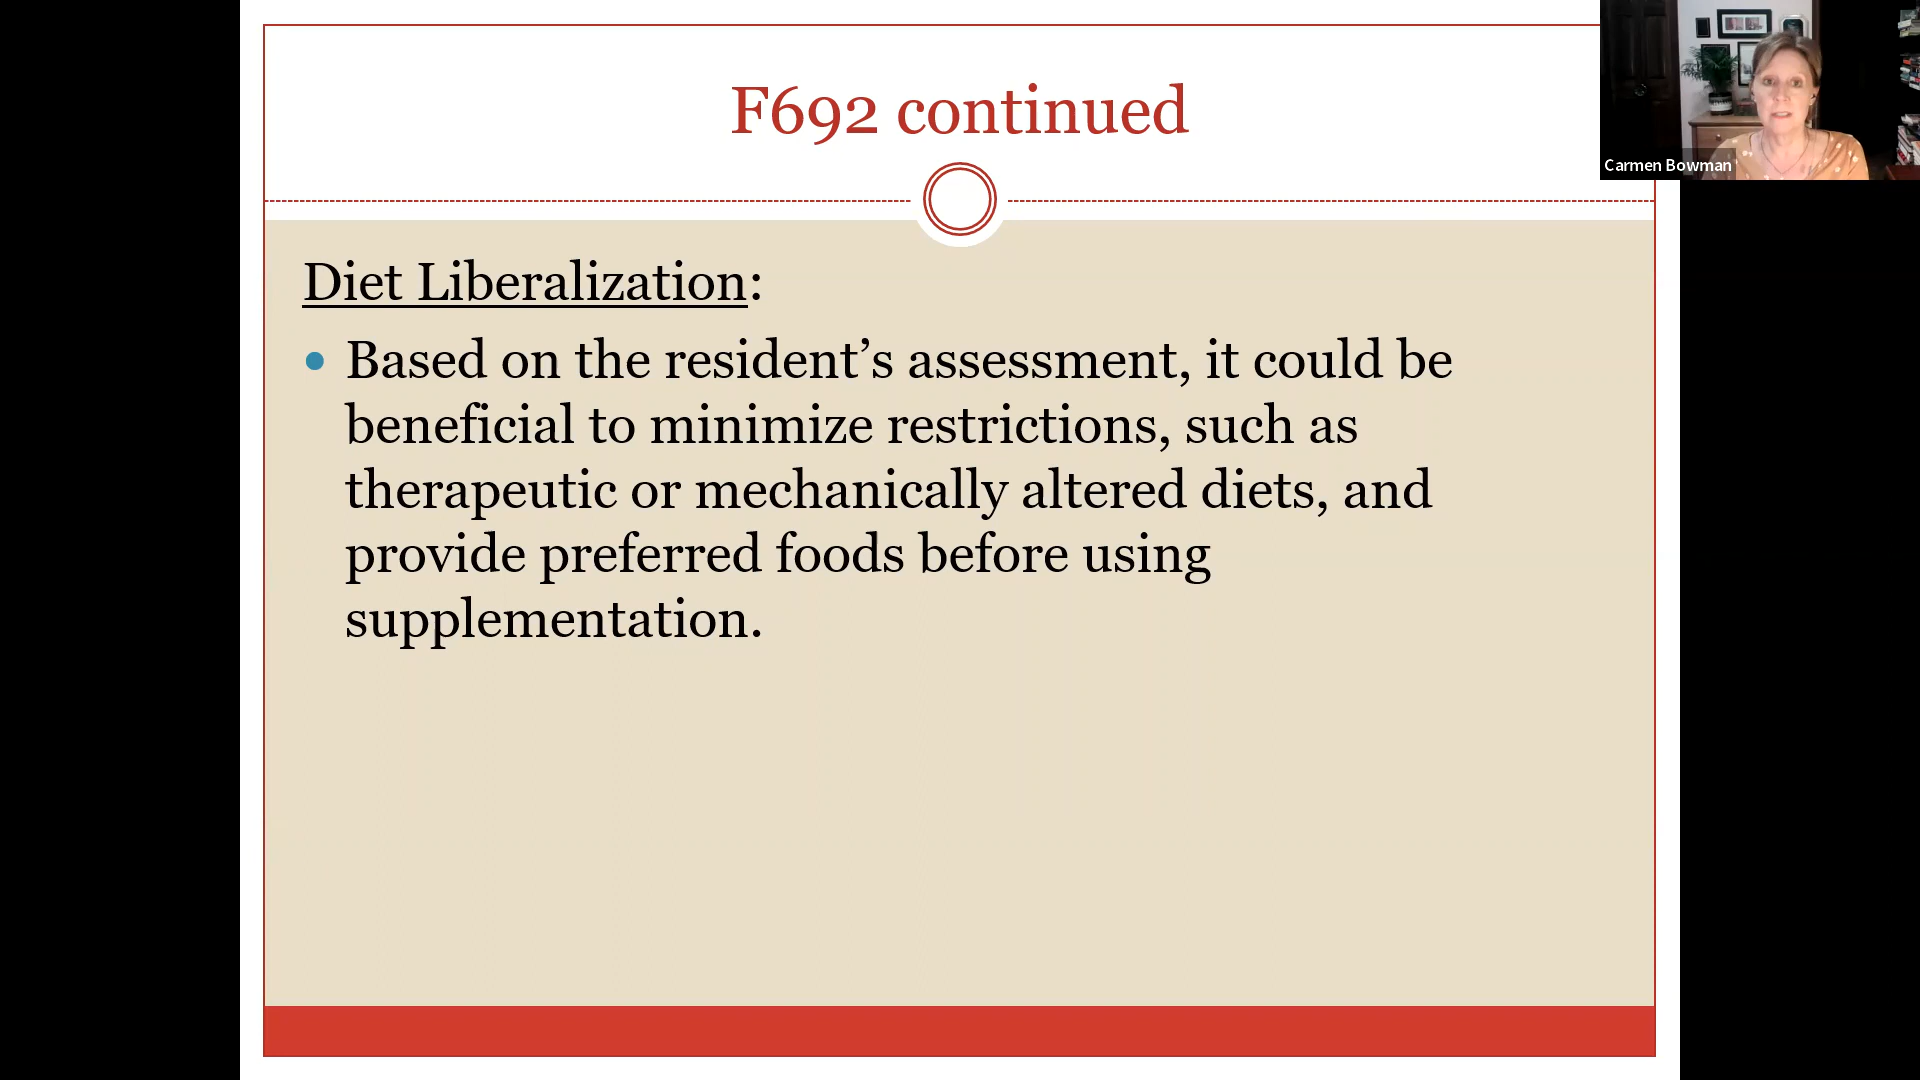 F692 continued
Carmen Bowman
Diet Liberalization:
• Based on the resident’s assessment, it could be
beneficial to minimize restrictions, such as
therapeutic or mechanically altered diets, and
provide preferred foods before using
supplementation.